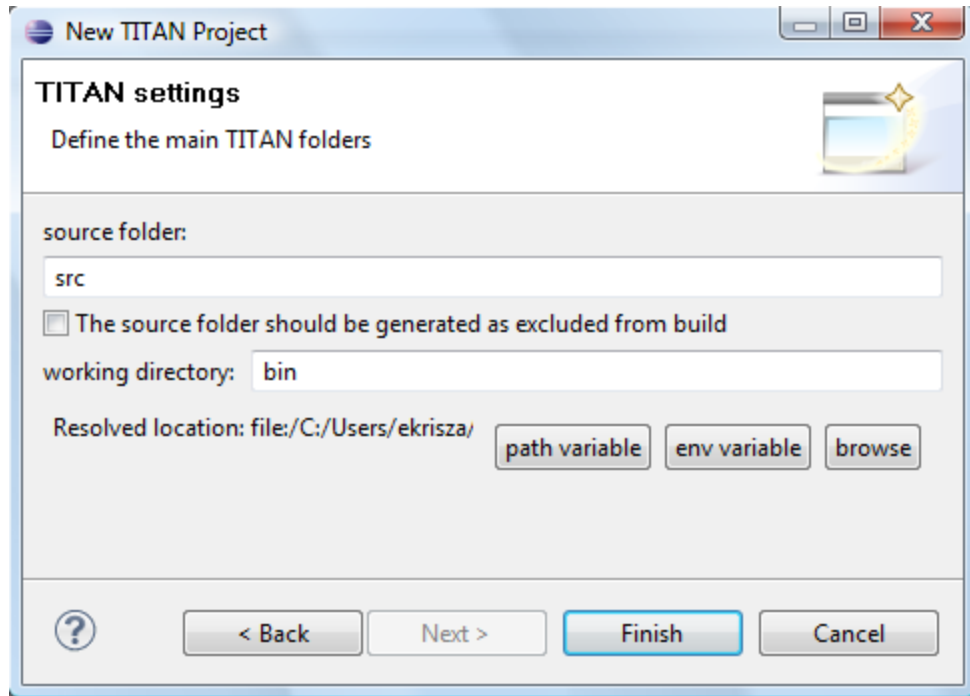 New TITAN Project
TITAN settings
Define the main TITAN folders
source folder:
src
The source folder should be generated as excluded from build
working directory: bin
Resolved location: file:/C:/Users/ekrisza/ path variable env variable browse
< Back Next > Finish Cancel